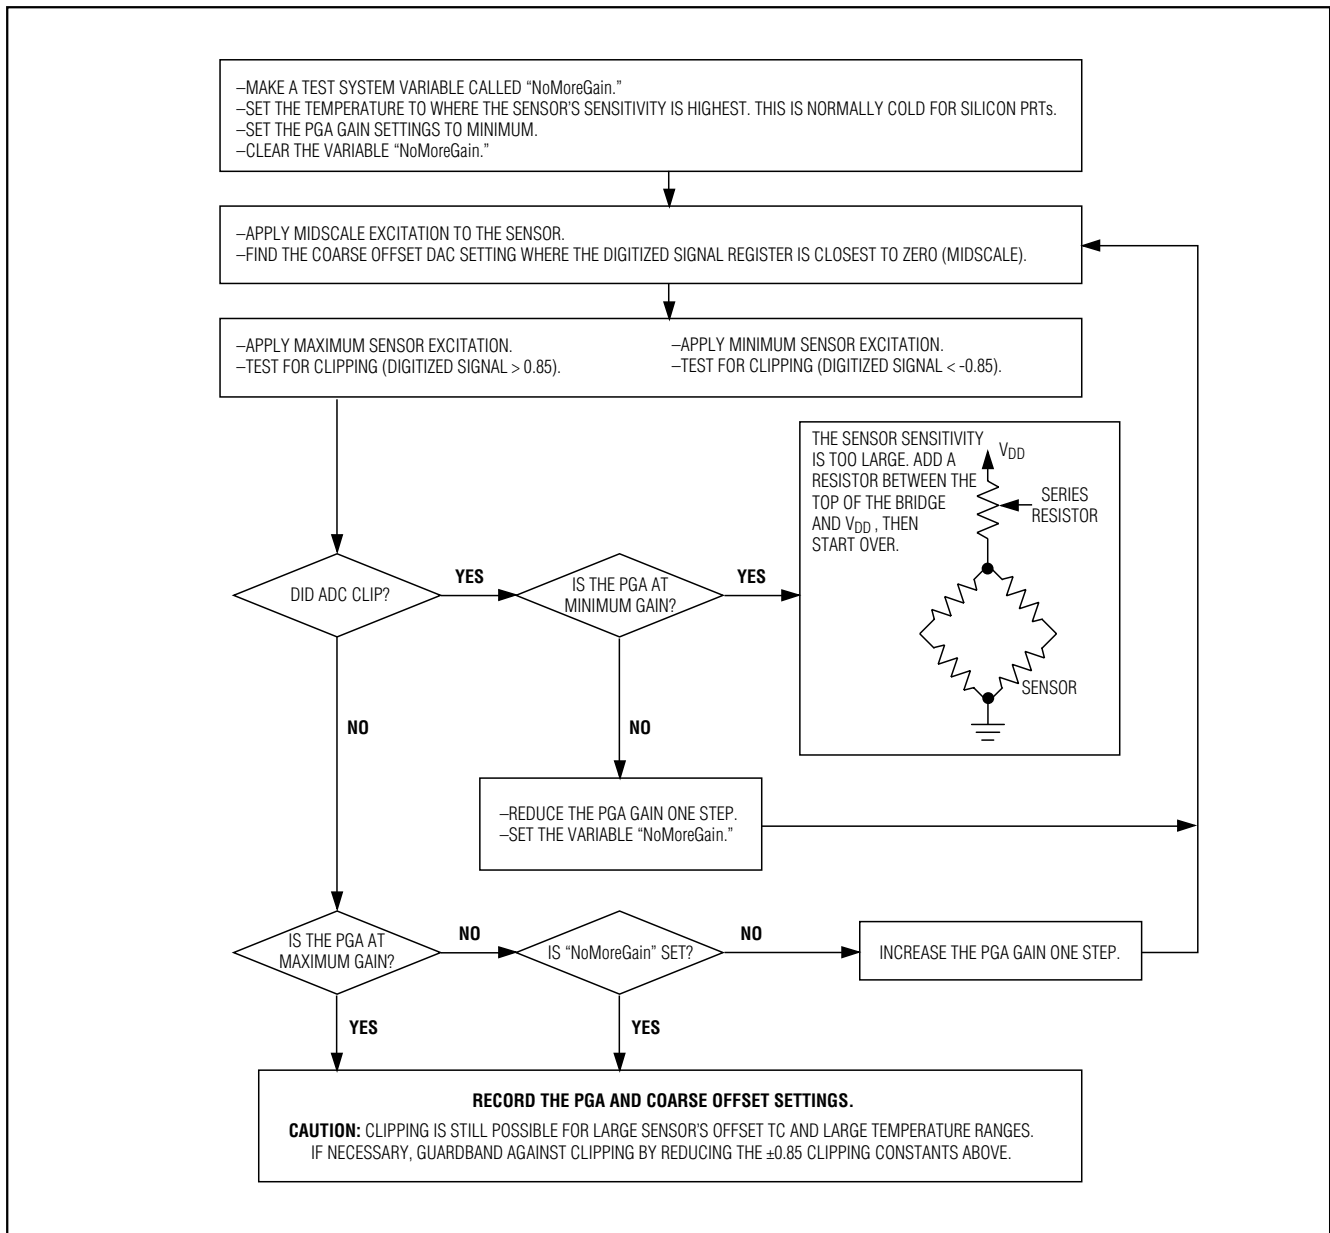 –MAKE A TEST SYSTEM VARIABLE CALLED “NoMoreGain.”
–SET THE TEMPERATURE TO WHERE THE SENSOR’S SENSITIVITY IS HIGHEST. THIS IS NORMALLY COLD FOR SILICON PRTs.
–SET THE PGA GAIN SETTINGS TO MINIMUM.
–CLEAR THE VARIABLE “NoMoreGain.”
–APPLY MIDSCALE EXCITATION TO THE SENSOR.
–FIND THE COARSE OFFSET DAC SETTING WHERE THE DIGITIZED SIGNAL REGISTER IS CLOSEST TO ZERO (MIDSCALE).
–APPLY MAXIMUM SENSOR EXCITATION.
–TEST FOR CLIPPING (DIGITIZED SIGNAL > 0.85).
–APPLY MINIMUM SENSOR EXCITATION.
–TEST FOR CLIPPING (DIGITIZED SIGNAL < -0.85).
DID ADC CLIP?
YES
IS THE PGA AT
MINIMUM GAIN?
YES
THE SENSOR SENSITIVITY
IS TOO LARGE. ADD A
RESISTOR BETWEEN THE
TOP OF THE BRIDGE
AND VDD , THEN
START OVER.
VDD
SERIES
RESISTOR
SENSOR
NO
NO
–REDUCE THE PGA GAIN ONE STEP.
–SET THE VARIABLE “NoMoreGain.”
IS THE PGA AT
MAXIMUM GAIN?
NO
IS “NoMoreGain” SET?
NO
INCREASE THE PGA GAIN ONE STEP.
YES
YES
RECORD THE PGA AND COARSE OFFSET SETTINGS.
CAUTION: CLIPPING IS STILL POSSIBLE FOR LARGE SENSOR’S OFFSET TC AND LARGE TEMPERATURE RANGES.
IF NECESSARY, GUARDBAND AGAINST CLIPPING BY REDUCING THE ±0.85 CLIPPING CONSTANTS ABOVE.